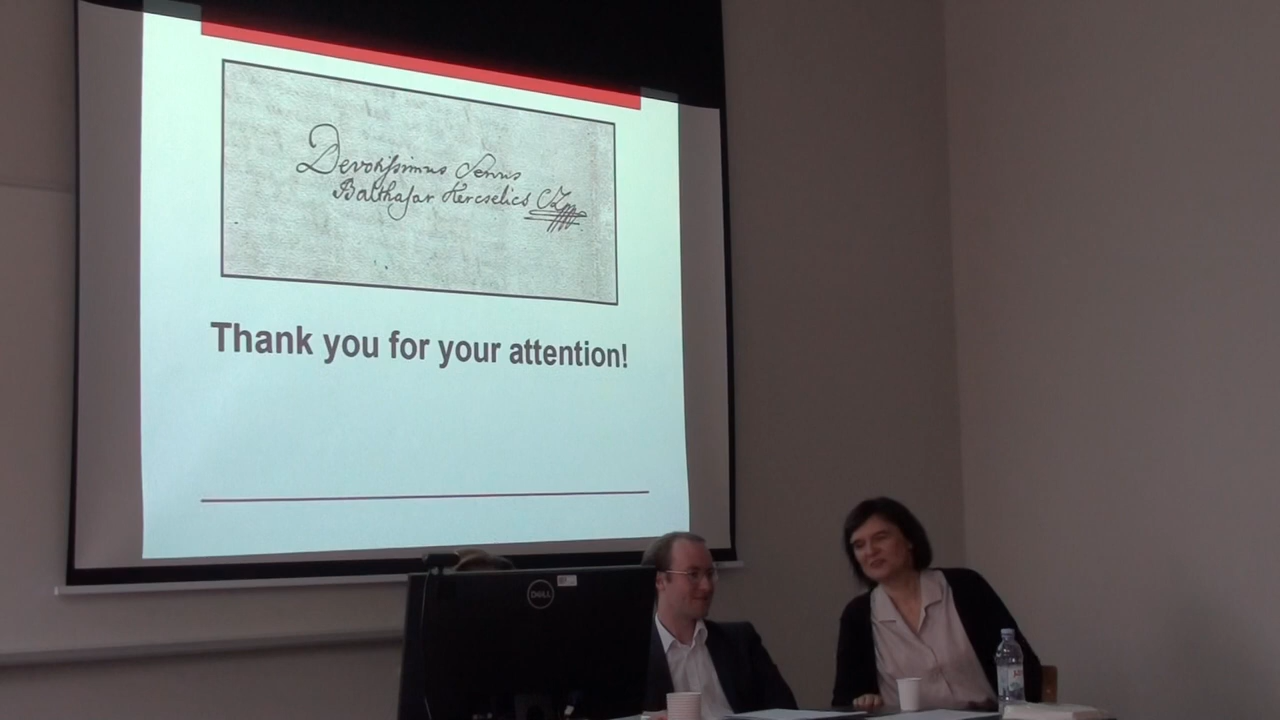 Devotissimus Servus
Balthasar Kercselics
Thank you for your attention!
DELL